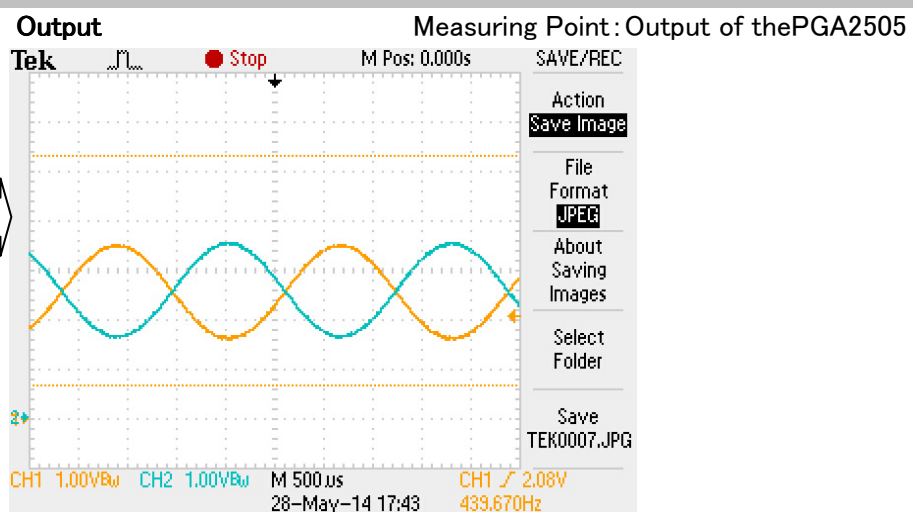 Output
Measuring Point:Output of thePGA2505
Tek
Stop
M Pos: 0.000s
SAVE/REC
Action
Save Image
File
Format
JPEG
About
Saving
Images
Select
Folder
Save
TEK0007.JPG
2
CH1 1.00VBw
CH2 1.00VBw
M 500us
CH1
2.08V
28-May-14 17:43
439.670Hz